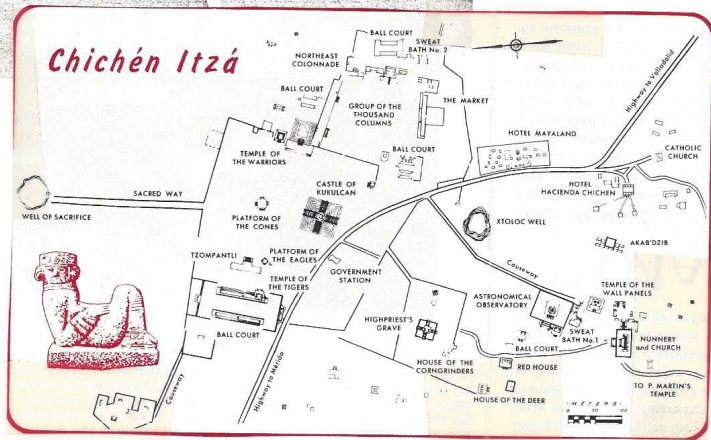 Chichén Itzá
BALL COURT
SWEAT
BATH No. 2
NORTHEAST
COLONNADE
BALL COURT
GROUP OF THE
THOUSAND
COLUMNS
THE MARKET
Highway to Valladolid
HOTEL MAYALAND
CATHOLIC
CHURCH
TEMPLE OF
THE WARRIORS
BALL COURT
SACRED WAY
CASTLE OF
KUKULCAN
HOTEL
HACIENDA CHICHEN
WELL OF SACRIFICE
PLATFORM OF
THE CONES
XTOLOC WELL
AKAB'DZIB
TZOMPANTLI
PLATFORM OF
THE EAGLES
Causeway
TEMPLE OF
THE TIGERS
GOVERNMENT
STATION
TEMPLE OF THE
WALL PANELS
ASTRONOMICAL
OBSERVATORY
HIGHPRIEST'S
GRAVE
BALL COURT
SWEAT
BATH No.1
NUNNERY
and CHURCH
BALL COURT
HOUSE OF THE
CORNGRINDERS
RED HOUSE
Causeway
Highway to Mérida
HOUSE OF THE DEER
TO P. MARTIN'S
TEMPLE
METERS